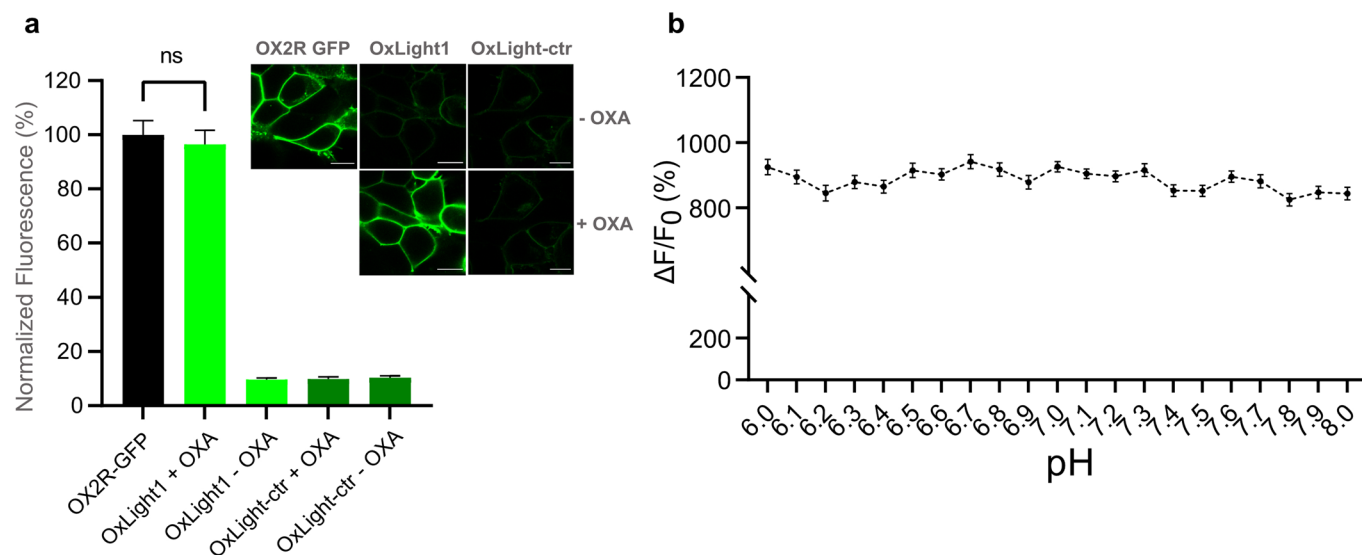 a
ns
OX2R GFP OxLight1 OxLight-ctr
- OXA
+ OXA
Normalized Fluorescence (%)
120
100
80
60
40
20
0
OX2R-GFP
OxLight1 + OXA
OxLight1 - OXA
OxLight-ctr + OXA
OxLight-ctr - OXA
b
ΔF/F0 (%)
1200
1000
800
200
0
6.0 6.1 6.2 6.3 6.4 6.5 6.6 6.7 6.8 6.9 7.0 7.1 7.2 7.3 7.4 7.5 7.6 7.7 7.8 7.9 8.0
pH